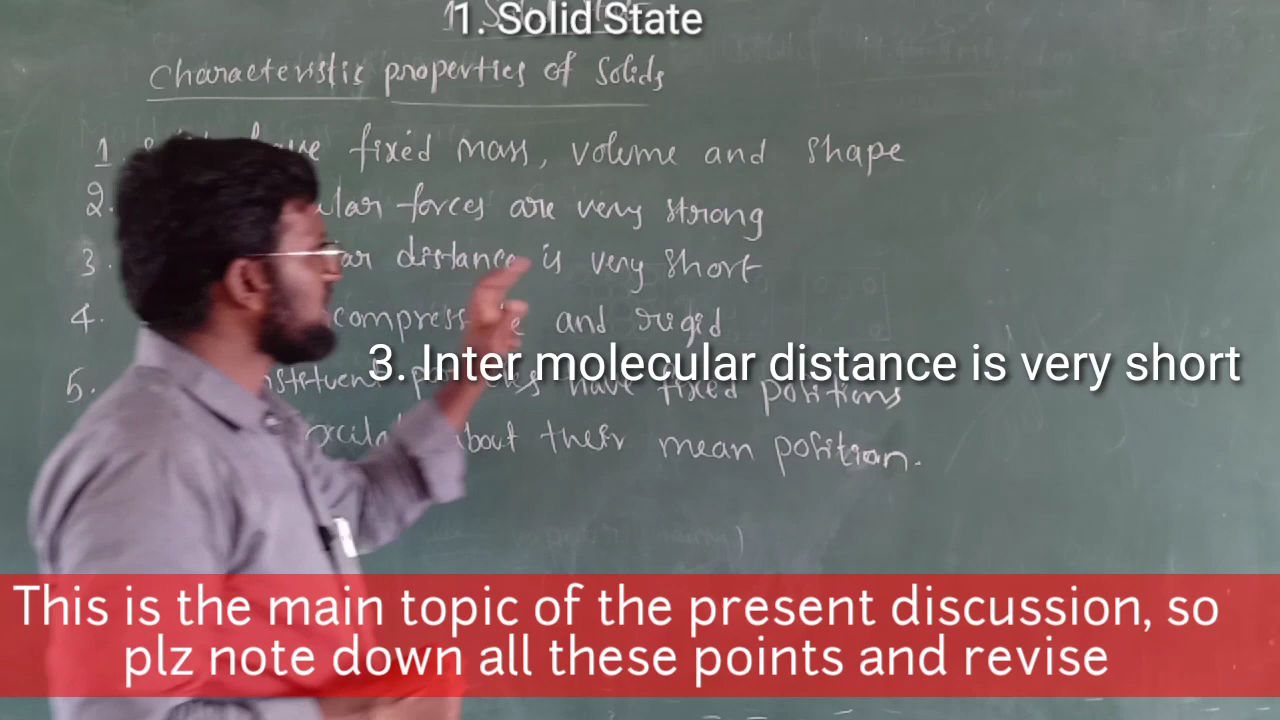 1. Solid State
Characteristic properties of Solids
1. have fixed mass, volume and shape
2. forces are very strong
3. distance is very short
4. and rigid
3. Inter molecular distance is very short
5. have fixed positions
about their mean position.
This is the main topic of the present discussion, so
plz note down all these points and revise